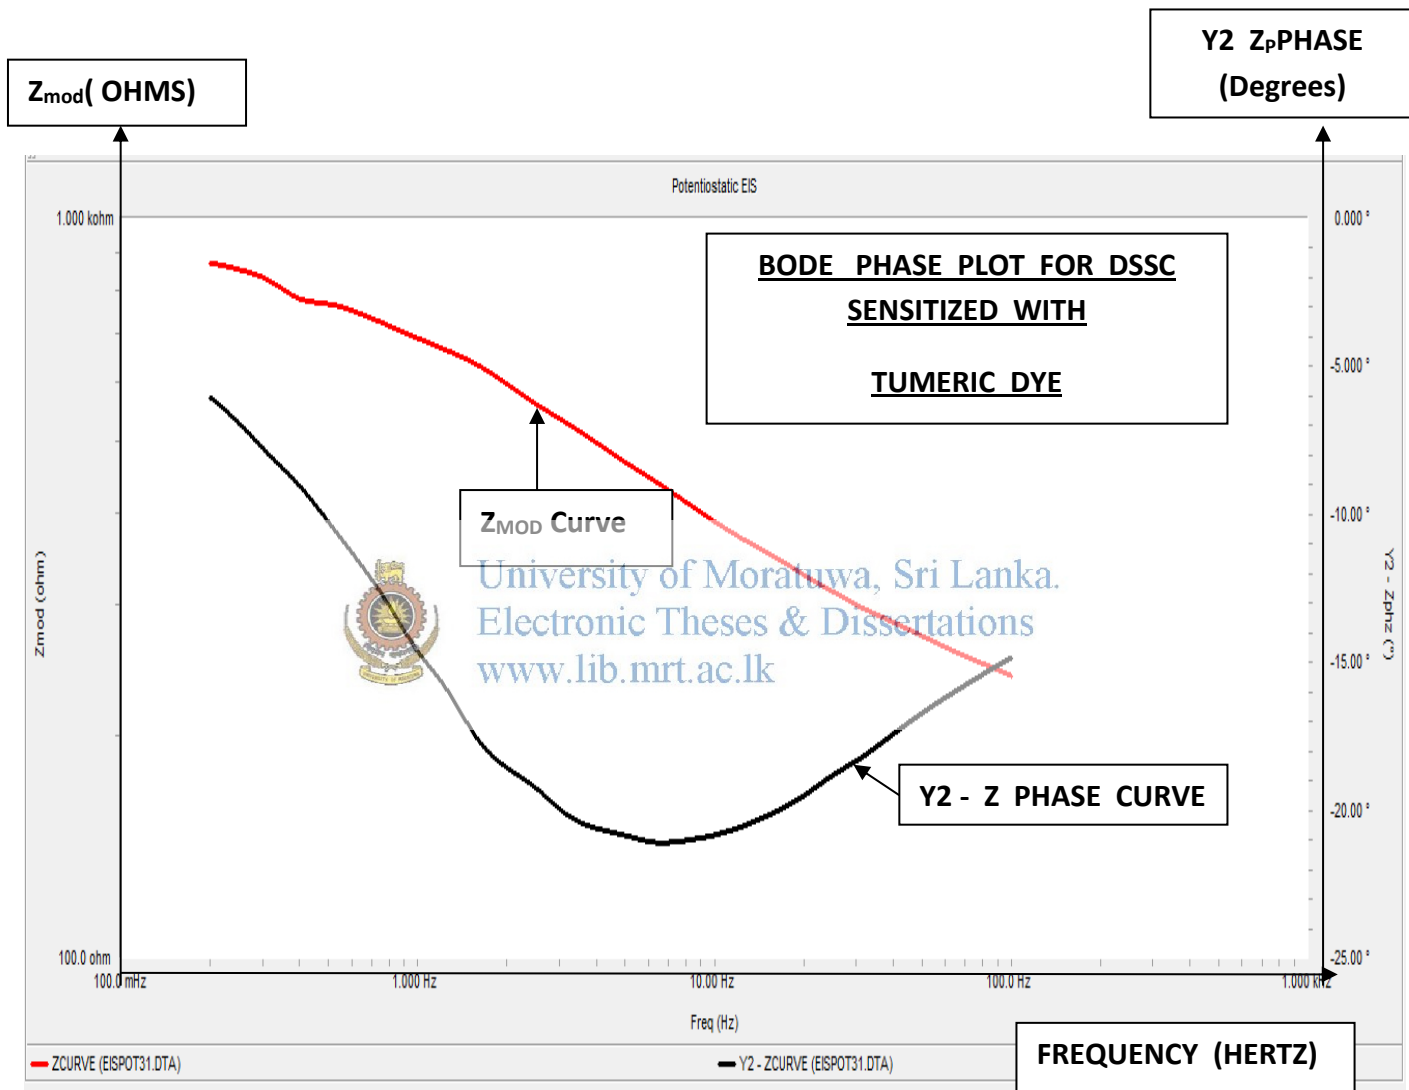 Y2 ZPPHASE
(Degrees)
Zmod( OHMS)
Potentiostatic EIS
1.000 kohm
0.000 °
BODE PHASE PLOT FOR DSSC
SENSITIZED WITH
TUMERIC DYE
-5.000 °
ZMOD Curve
-10.00 °
Zmod (ohm)
Y2 - Zphz (°)
University of Moratuwa, Sri Lanka.
Electronic Theses & Dissertations
www.lib.mrt.ac.lk
-15.00 °
Y2 - Z PHASE CURVE
-20.00 °
100.0 ohm
-25.00 °
100.0 mHz
1.000 Hz
10.00 Hz
100.0 Hz
1.000 kHz
Freq (Hz)
FREQUENCY (HERTZ)
ZCURVE (EISPOT31.DTA)
Y2 - ZCURVE (EISPOT31.DTA)